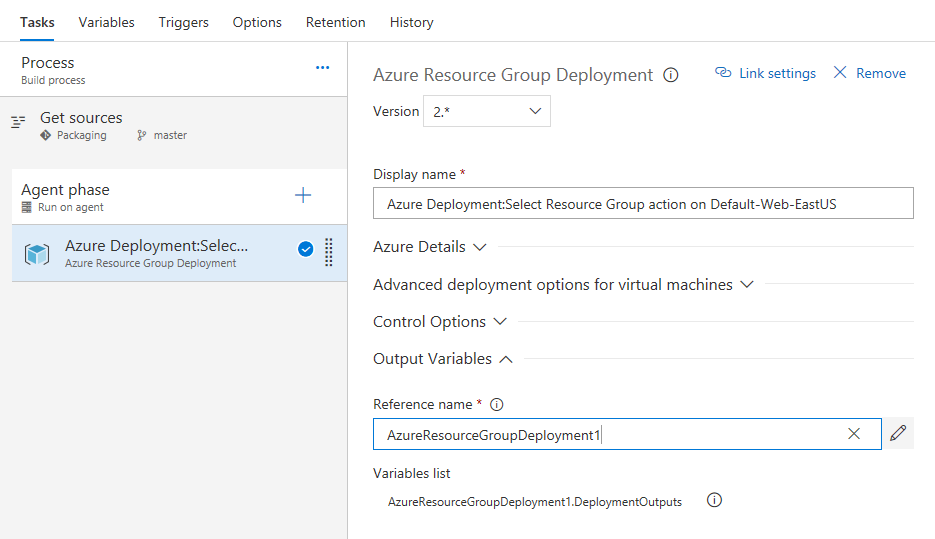 Tasks Variables Triggers Options Retention History
Process
Build process
...
Get sources
Packaging master
Agent phase
Run on agent
Azure Deployment:Selec...
Azure Resource Group Deployment
Azure Resource Group Deployment Link settings Remove
Version 2.*
Display name *
Azure Deployment:Select Resource Group action on Default-Web-EastUS
Azure Details
Advanced deployment options for virtual machines
Control Options
Output Variables
Reference name *
AzureResourceGroupDeployment1
Variables list
AzureResourceGroupDeployment1.DeploymentOutputs